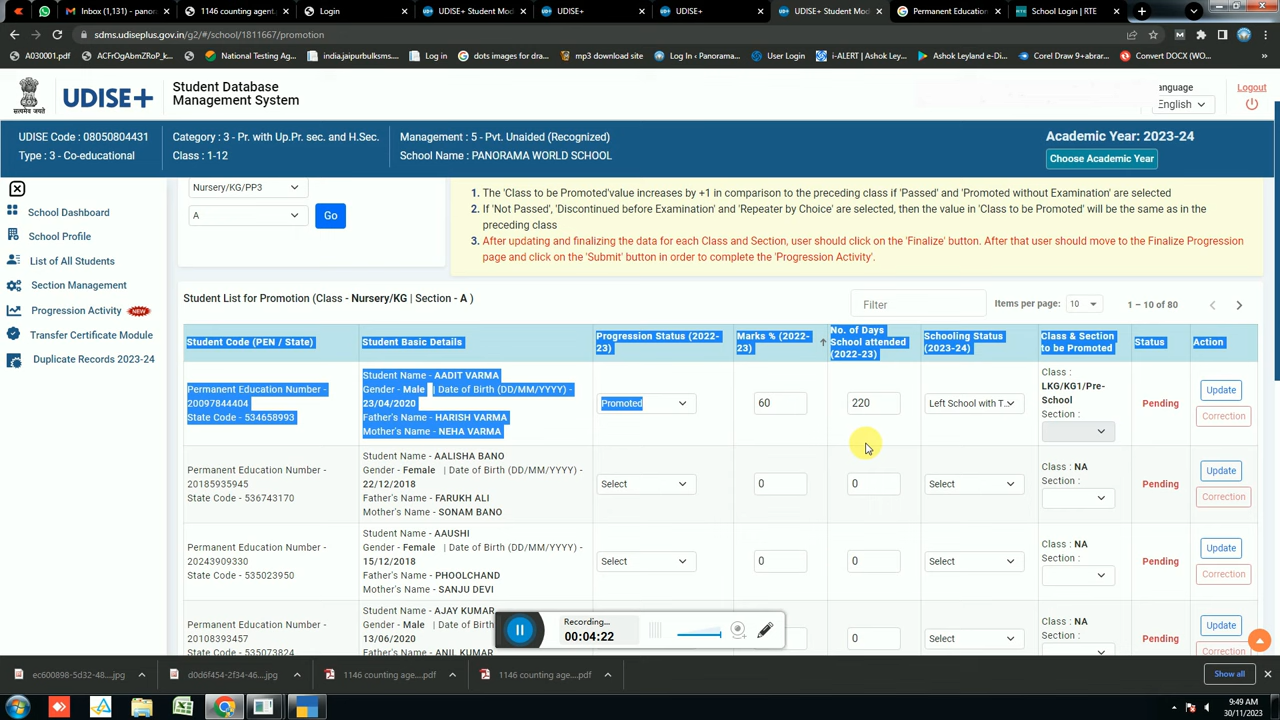 Inbox (1,131) - panoram
1146 counting agent
Login
UDISE+ Student Mod
UDISE+
UDISE+
UDISE+ Student Mod
Permanent Education
School Login | RTE
sdms.udiseplus.gov.in/g2/#/school/1811667/promotion
A030001.pdf
ACFrOgAbmZRoP_k...
National Testing Ag...
india.jaipurbulksms...
Log in
dots images for dra...
mp3 download site
Log In ‹ Panorama...
User Login
i-ALERT | Ashok Leyland
Ashok Leyland e-Di...
Corel Draw 9+abrar...
Convert DOCX (WO...
सत्यमेव जयते
UDISE+
Student Database
Management System
anguage
English
Logout
UDISE Code : 08050804431
Category : 3 - Pr. with Up.Pr. sec. and H.Sec.
Management : 5 - Pvt. Unaided (Recognized)
Academic Year: 2023-24
Type : 3 - Co-educational
Class : 1-12
School Name : PANORAMA WORLD SCHOOL
Choose Academic Year
School Dashboard
School Profile
List of All Students
Section Management
Progression Activity NEW
Transfer Certificate Module
Duplicate Records 2023-24
Nursery/KG/PP3
A
Go
1. The 'Class to be Promoted'value increases by +1 in comparison to the preceding class if 'Passed' and 'Promoted without Examination' are selected
2. If 'Not Passed', 'Discontinued before Examination' and 'Repeater by Choice' are selected, then the value in 'Class to be Promoted' will be the same as in the
preceding class
3. After updating and finalizing the data for each Class and Section, user should click on the 'Finalize' button. After that user should move to the Finalize Progression
page and click on the 'Submit' button in order to complete the 'Progression Activity'.
Student List for Promotion (Class - Nursery/KG | Section - A )
Filter
Items per page: 10
1 – 10 of 80
Student Code (PEN / State)
Student Basic Details
Progression Status (2022-
23)
Marks % (2022-
23)
No. of Days
School attended
(2022-23)
Schooling Status
(2023-24)
Class & Section
to be Promoted
Status
Action
Permanent Education Number -
20097844404
State Code - 534658993
Student Name - AADIT VARMA
Gender - Male | Date of Birth (DD/MM/YYYY) -
23/04/2020
Father's Name - HARISH VARMA
Mother's Name - NEHA VARMA
Promoted
60
220
Left School with T...
Class :
LKG/KG1/Pre-
School
Section :
Pending
Update
Correction
Permanent Education Number -
20185935945
State Code - 536743170
Student Name - AALISHA BANO
Gender - Female | Date of Birth (DD/MM/YYYY) -
22/12/2018
Father's Name - FARUKH ALI
Mother's Name - SONAM BANO
Select
0
0
Select
Class : NA
Section :
Pending
Update
Correction
Permanent Education Number -
20243909330
State Code - 535023950
Student Name - AAUSHI
Gender - Female | Date of Birth (DD/MM/YYYY) -
15/12/2018
Father's Name - PHOOLCHAND
Mother's Name - SANJU DEVI
Select
0
0
Select
Class : NA
Section :
Pending
Update
Correction
Permanent Education Number -
20108393457
State Code - 535073824
Student Name - AJAY KUMAR
Gender - Male | Date of Birth (DD/MM/YYYY) -
13/06/2020
Father's Name - ANIL KUMAR
0
Select
Class : NA
Section :
Pending
Update
Correction
Recording...
00:04:22
ec600898-5d32-48....jpg
d0d6f454-2f34-46....jpg
1146 counting age....pdf
1146 counting age....pdf
Show all
9:49 AM
30/11/2023